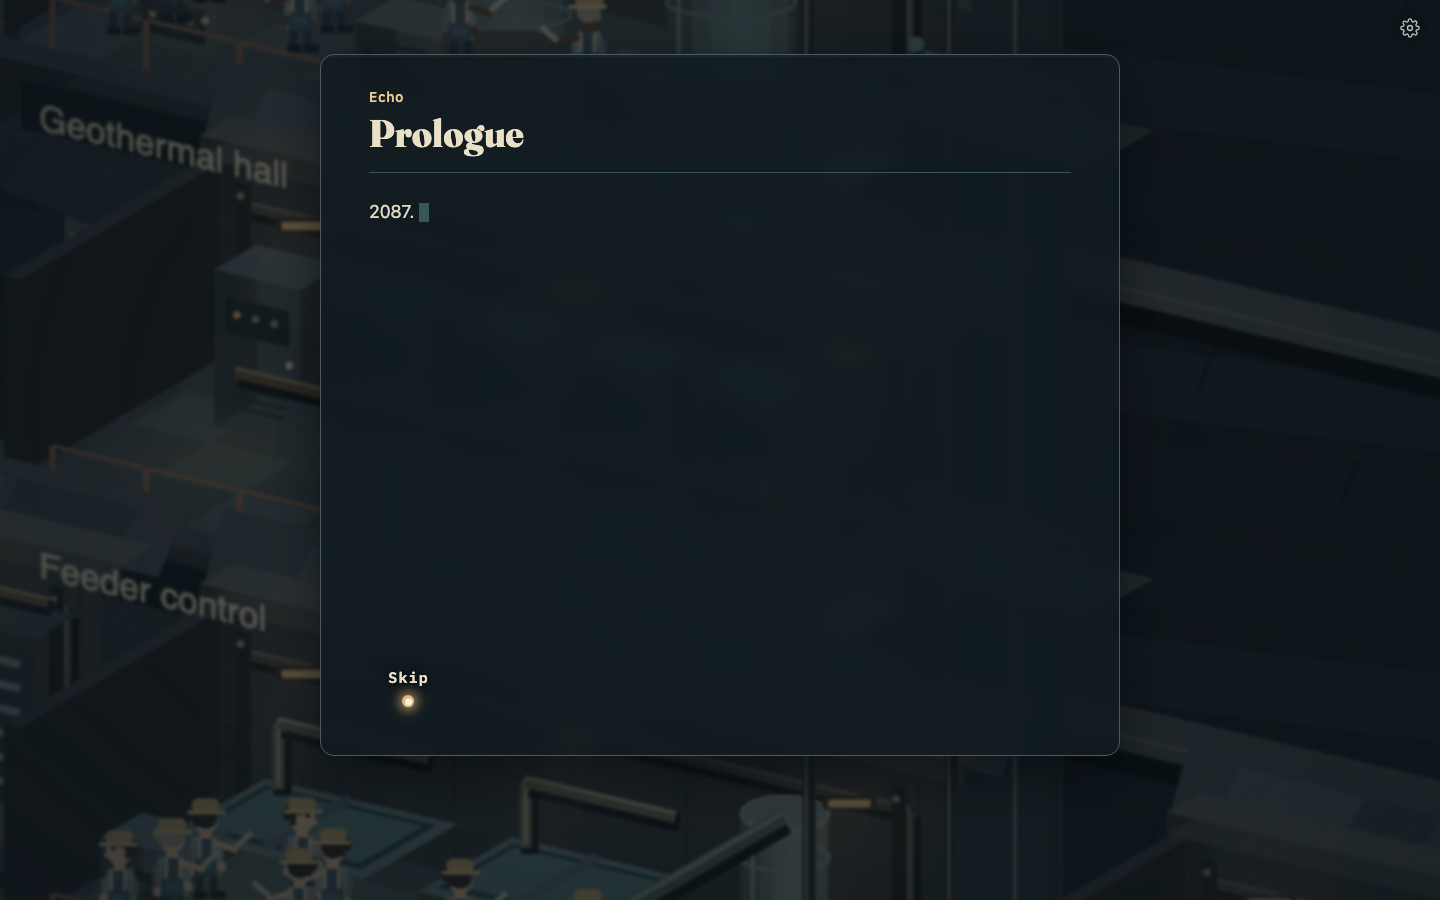 Echo
Prologue
2087.
Geothermal hall
Feeder control
Skip